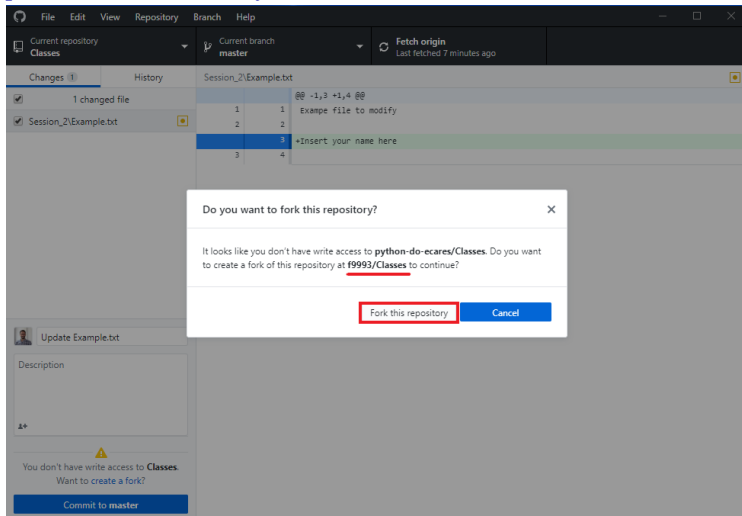 File Edit View Repository Branch Help
Current repository
Classes
Current branch
master
Fetch origin
Last fetched 7 minutes ago
Changes 1 History
Session_2\Example.txt
1 changed file
@@ -1,3 +1,4 @@
1 1 Exampe file to modify
Session_2\Example.txt
2 2
3 +Insert your name here
3 4
Do you want to fork this repository?
It looks like you don't have write access to python-do-ecares/Classes. Do you want
to create a fork of this repository at f9993/Classes to continue?
Fork this repository Cancel
Update Example.txt
Description
You don't have write access to Classes.
Want to create a fork?
Commit to master